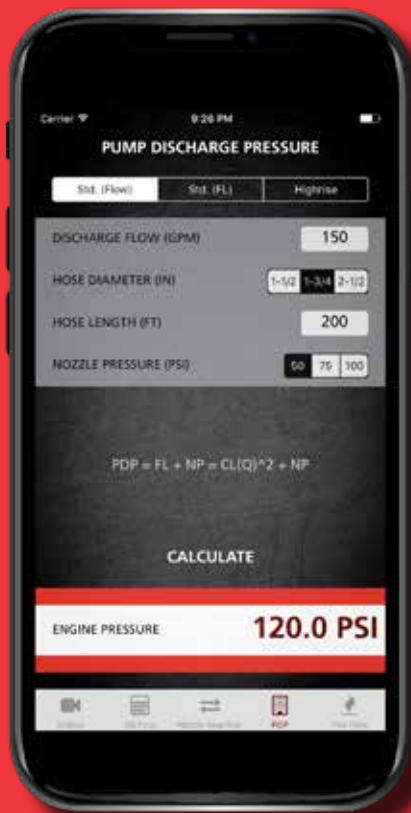 Carrier 9:26 PM
PUMP DISCHARGE PRESSURE
Std. (Flow) Std. (FL) Highrise
DISCHARGE FLOW (GPM) 150
HOSE DIAMETER (IN) 1-1/2 1-3/4 2-1/2
HOSE LENGTH (FT) 200
NOZZLE PRESSURE (PSI) 50 75 100
PDP = FL + NP = CL(Q)^2 + NP
CALCULATE
ENGINE PRESSURE 120.0 PSI
PDP